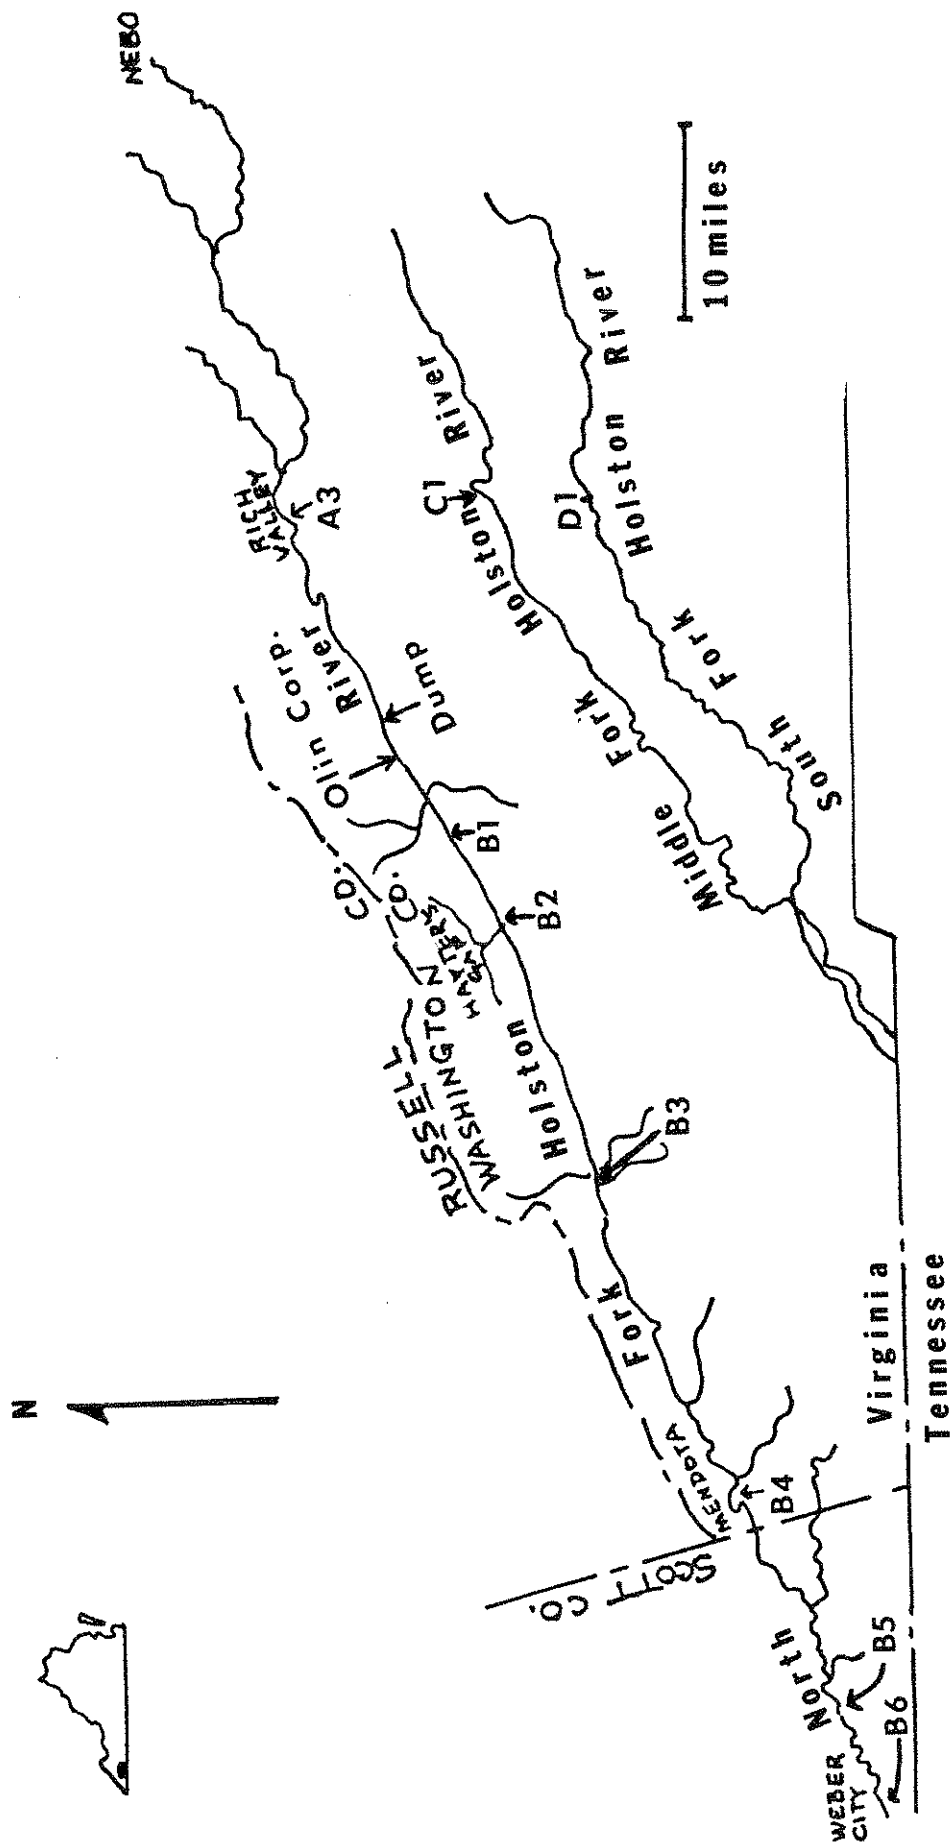 N
NEBO
RICH
VALLEY
A3
Olin Corp.
River
Dump
RUSSELL CO.
WASHINGTON CO.
HAYTERS
GAP
B1
B2
Holston
B3
Fork
MENDOTA
B4
SCOTT
CO.
North
B5
B6
WEBER
CITY
C1
Middle Fork Holston River
D1
South Fork Holston River
10 miles
Virginia
Tennessee